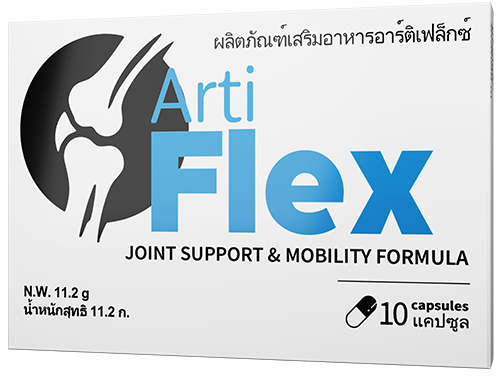 ผลิตภัณฑ์เสริมอาหารอาร์ติเฟล็กซ์
Arti
Flex
JOINT SUPPORT & MOBILITY FORMULA
N.W. 11.2 g
น้ำหนักสุทธิ 11.2 ก.
10 capsules
แคปซูล